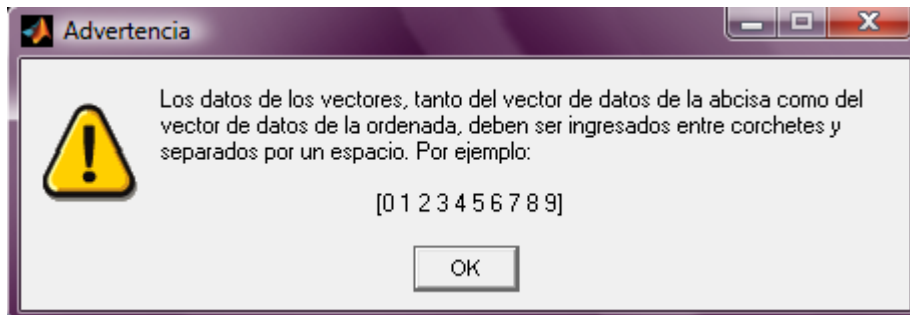 Advertencia
Los datos de los vectores, tanto del vector de datos de la abcisa como del
vector de datos de la ordenada, deben ser ingresados entre corchetes y
separados por un espacio. Por ejemplo:
[0 1 2 3 4 5 6 7 8 9]
OK